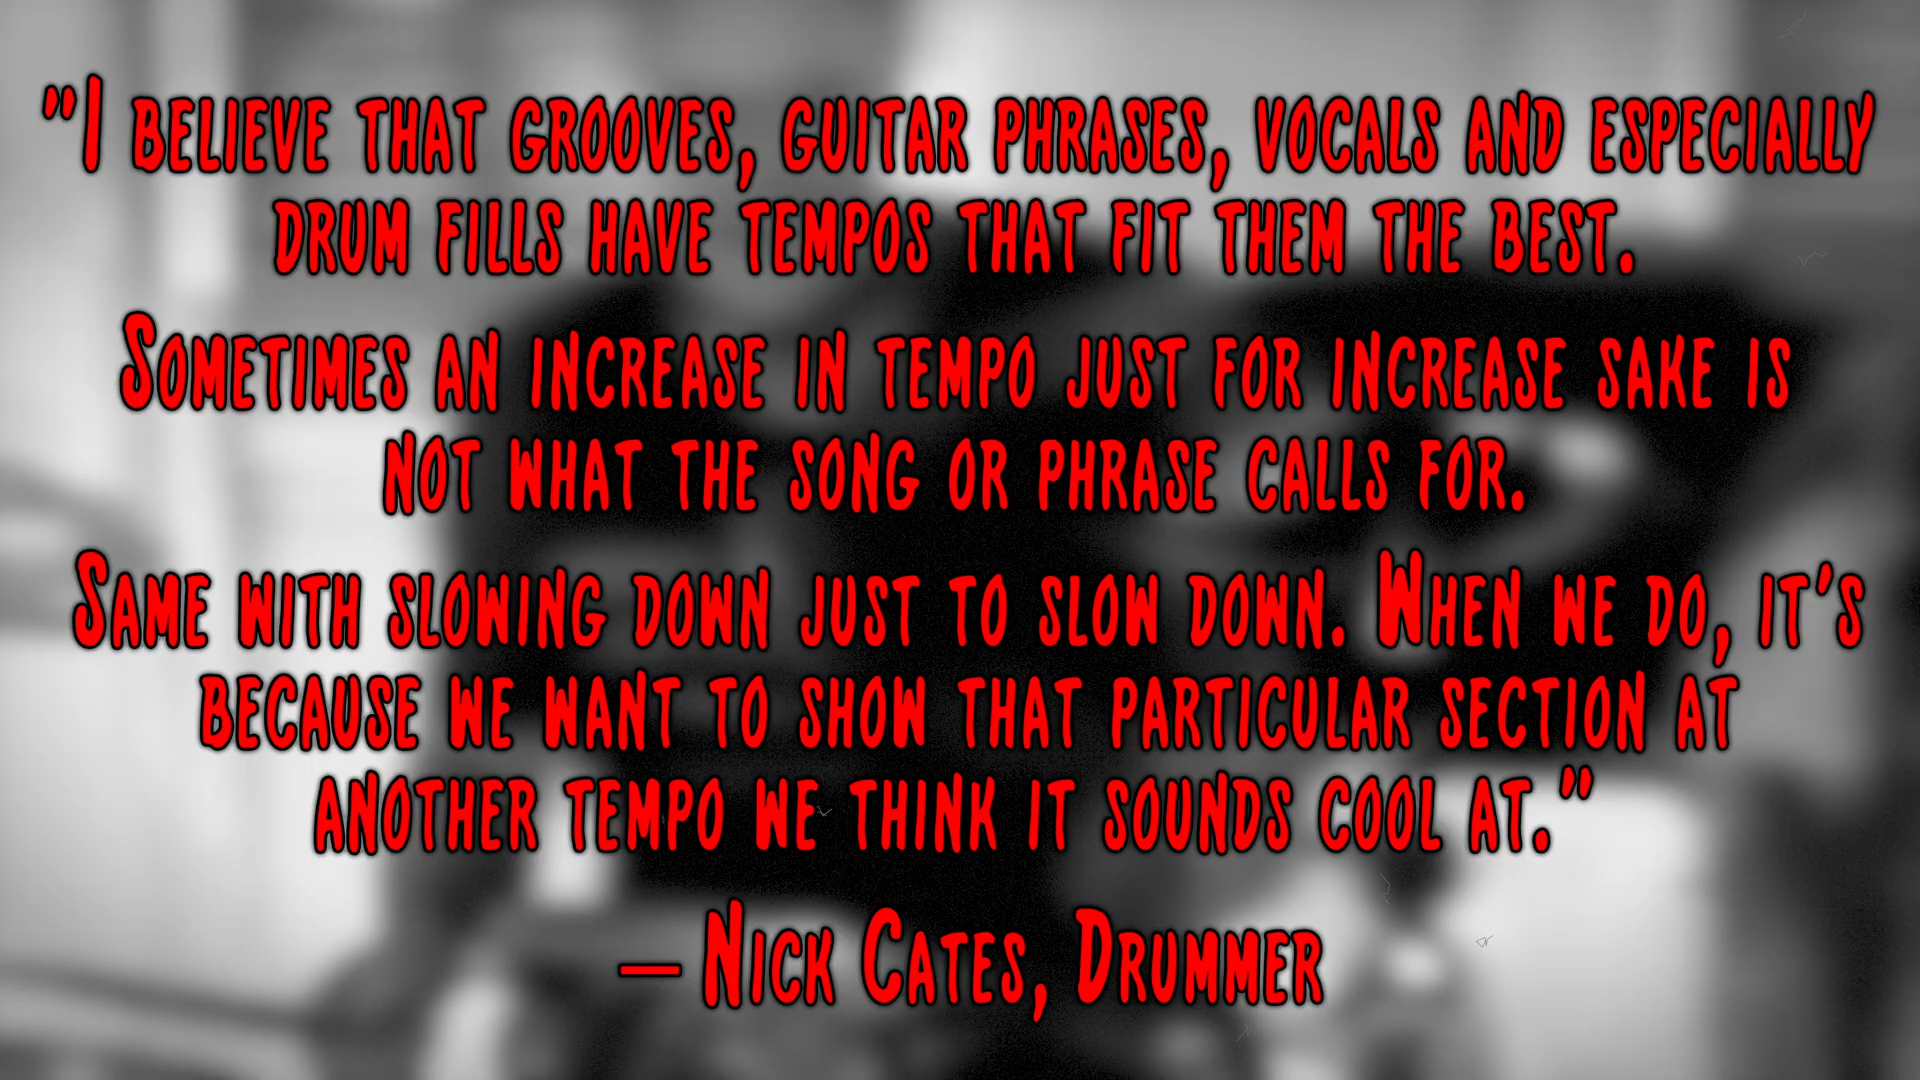 "I believe that grooves, guitar phrases, vocals and especially
drum fills have tempos that fit them the best.
Sometimes an increase in tempo just for increase sake is
not what the song or phrase calls for.
Same with slowing down just to slow down. When we do, it's
because we want to show that particular section at
another tempo we think it sounds cool at."
— Nick Cates, Drummer